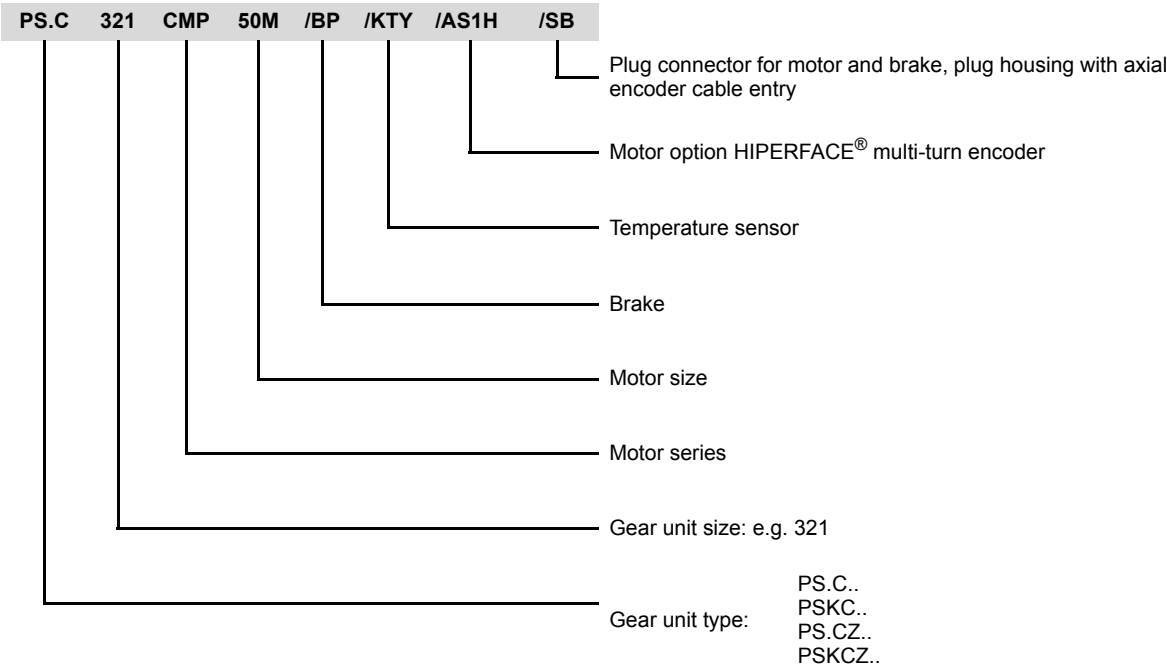 PS.C 321 CMP 50M /BP /KTY /AS1H /SB
Plug connector for motor and brake, plug housing with axial
encoder cable entry
Motor option HIPERFACE® multi-turn encoder
Temperature sensor
Brake
Motor size
Motor series
Gear unit size: e.g. 321
Gear unit type:
PS.C..
PSKC..
PS.CZ..
PSKCZ..